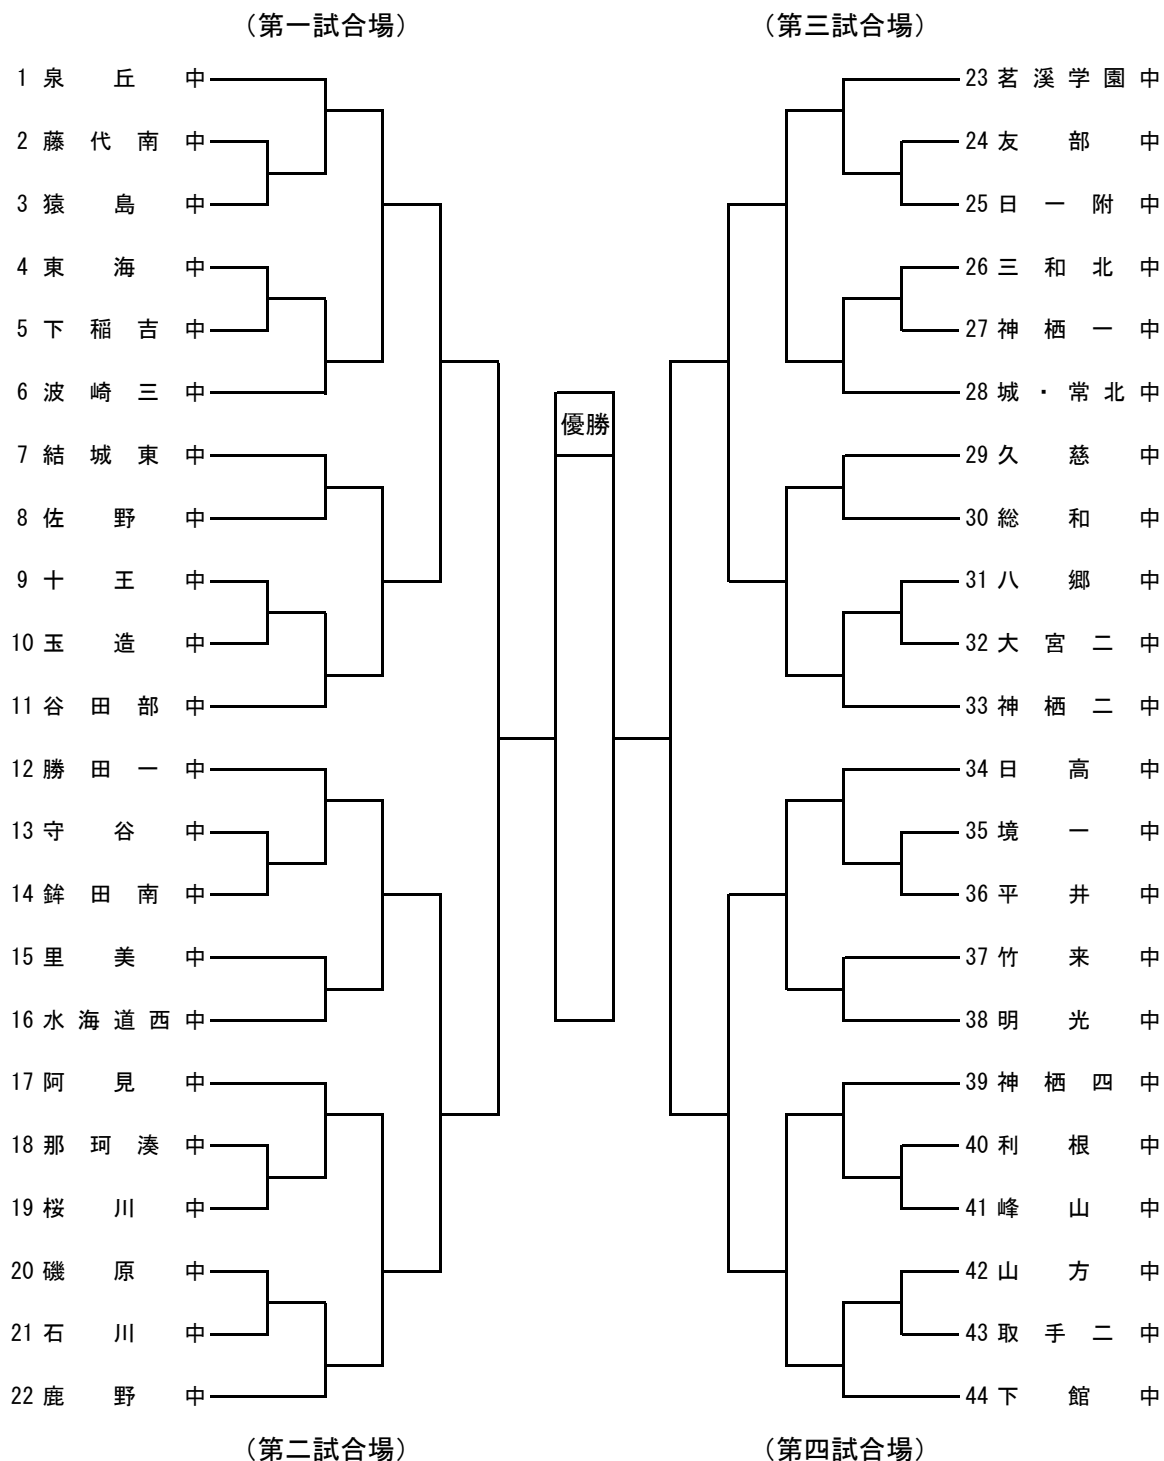 （第一試合場）
1 泉丘中
2 藤代南中
3 猿島中
4 東海中
5 下稲吉中
6 波崎三中
7 結城東中
8 佐野中
9 十王中
10 玉造中
11 谷田部中
12 勝田一中
13 守谷中
14 鉾田南中
15 里美中
16 水海道西中
17 阿見中
18 那珂湊中
19 桜川中
20 磯原中
21 石川中
22 鹿野中
（第二試合場）
優勝
（第三試合場）
23 茗溪学園中
24 友部中
25 日一附中
26 三和北中
27 神栖一中
28 城・常北中
29 久慈中
30 総和中
31 八郷中
32 大宮二中
33 神栖二中
34 日高中
35 境一中
36 平井中
37 竹来中
38 明光中
39 神栖四中
40 利根中
41 峰山中
42 山方中
43 取手二中
44 下館中
（第四試合場）